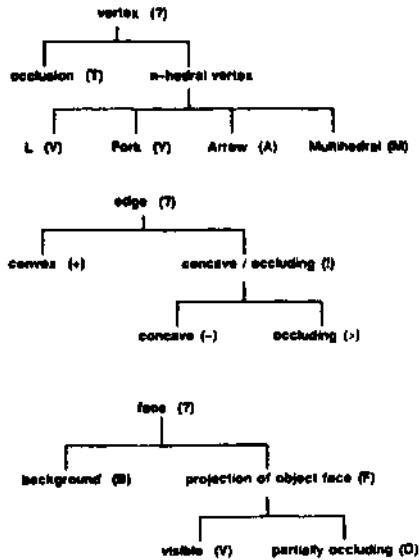 vertex (?)
occlusion (T) n-hedral vertex
L (V) Fork (Y) Arrow (A) Multihedral (M)
edge (?)
convex (+) concave / occluding (!)
concave (-) occluding (>)
face (?)
background (B) projection of object face (F)
visible (V) partially occluding (O)